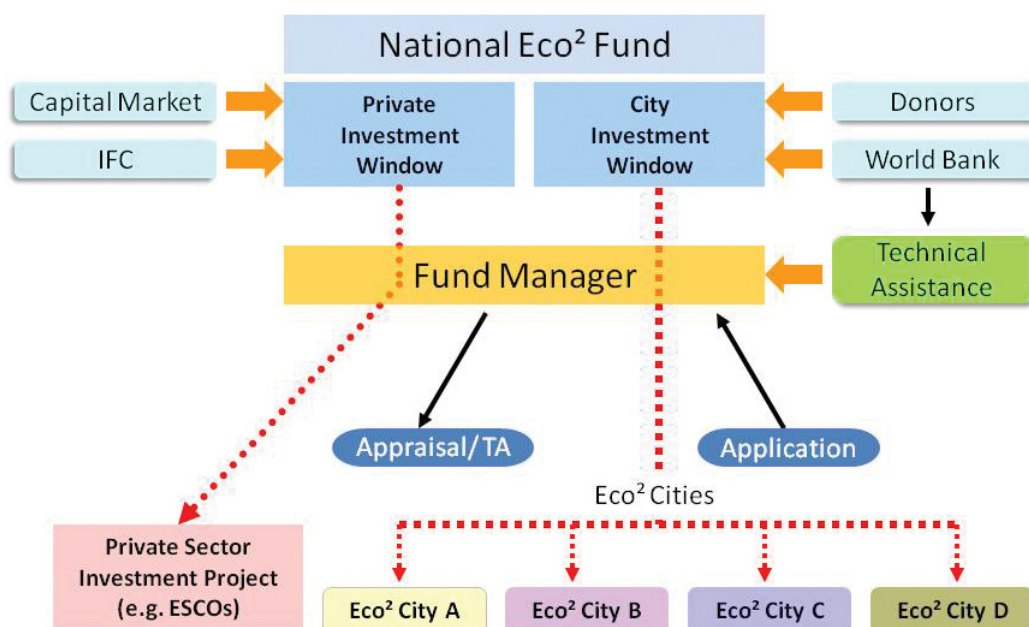 National Eco² Fund
Capital Market
IFC
Private
Investment
Window
City
Investment
Window
Donors
World Bank
Fund Manager
Technical
Assistance
Appraisal/ TA
Application
Eco² Cities
Private Sector
Investment Project
(e.g. ESCOs)
Eco² City A
Eco² City B
Eco² City C
Eco² City D